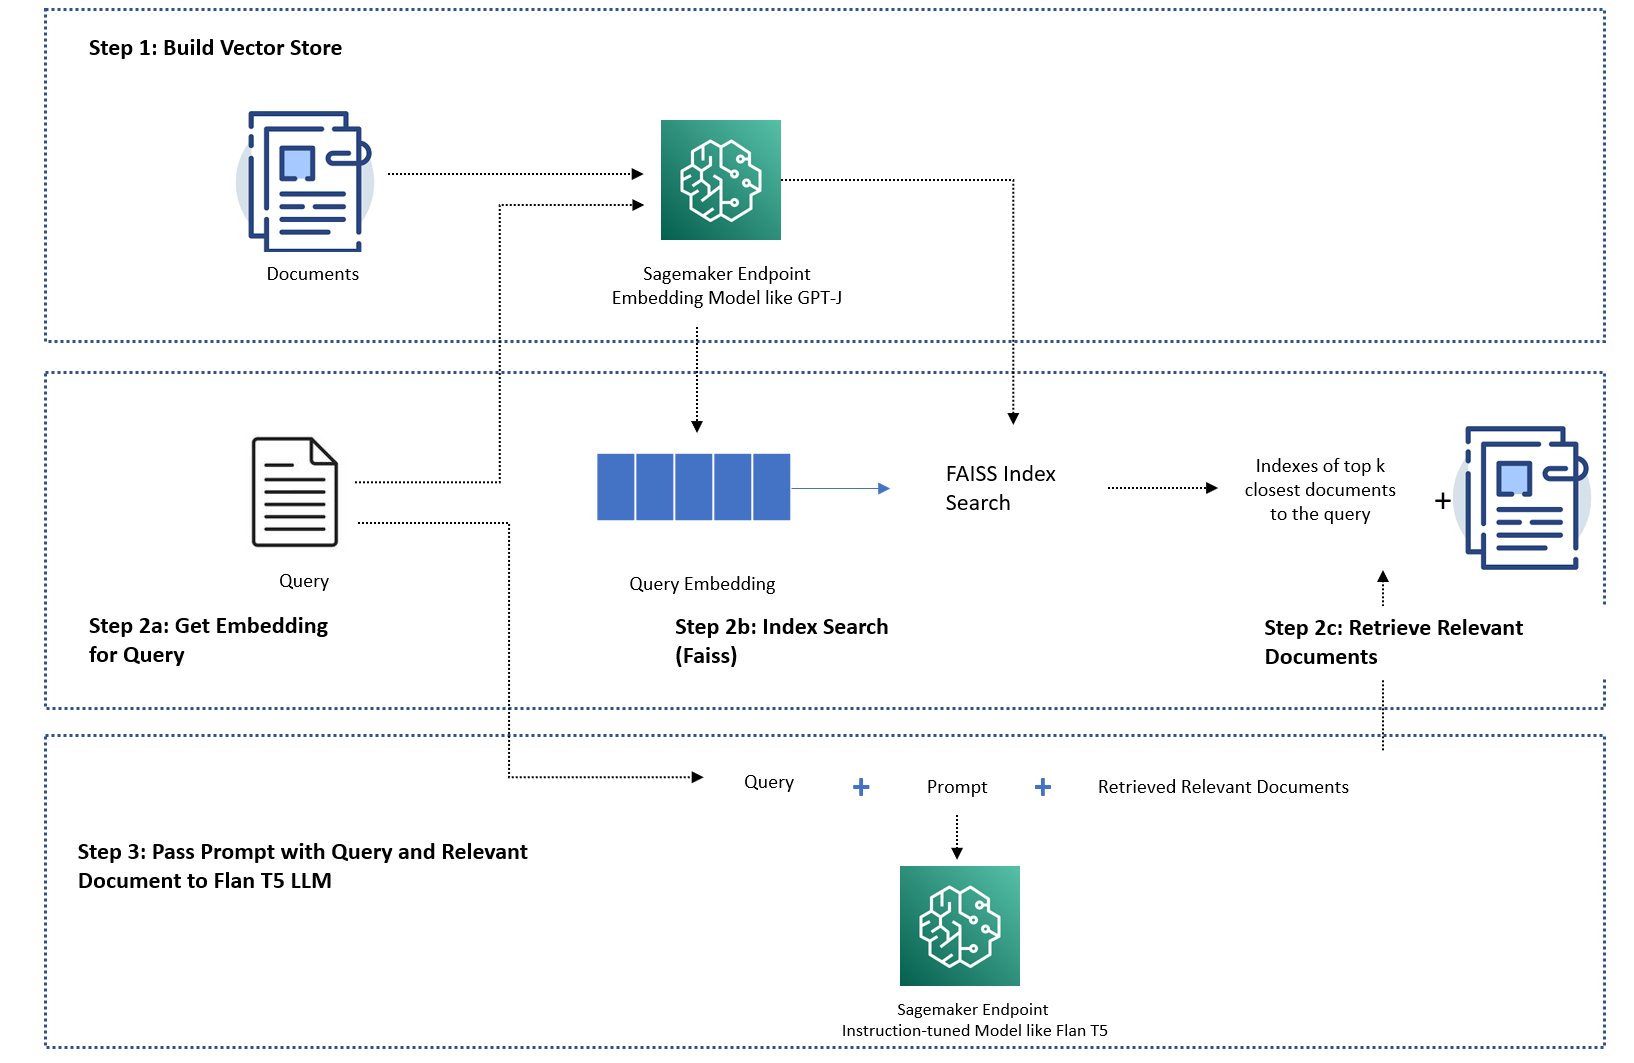 Step 1: Build Vector Store
Documents
Sagemaker Endpoint
Embedding Model like GPT-J
Query
Step 2a: Get Embedding
for Query
Query Embedding
Step 2b: Index Search
(Faiss)
FAISS Index
Search
Indexes of top k
closest documents
to the query
+
Step 2c: Retrieve Relevant
Documents
Query + Prompt + Retrieved Relevant Documents
Step 3: Pass Prompt with Query and Relevant
Document to Flan T5 LLM
Sagemaker Endpoint
Instruction-tuned Model like Flan T5